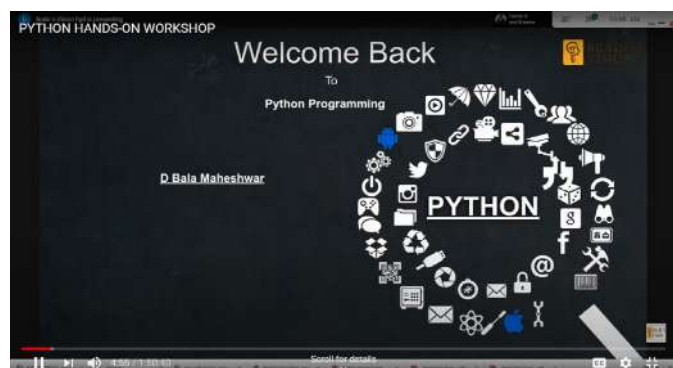 PYTHON HANDS-ON WORKSHOP
Welcome Back
To
Python Programming
D Bala Maheshwar
PYTHON
Scroll for details